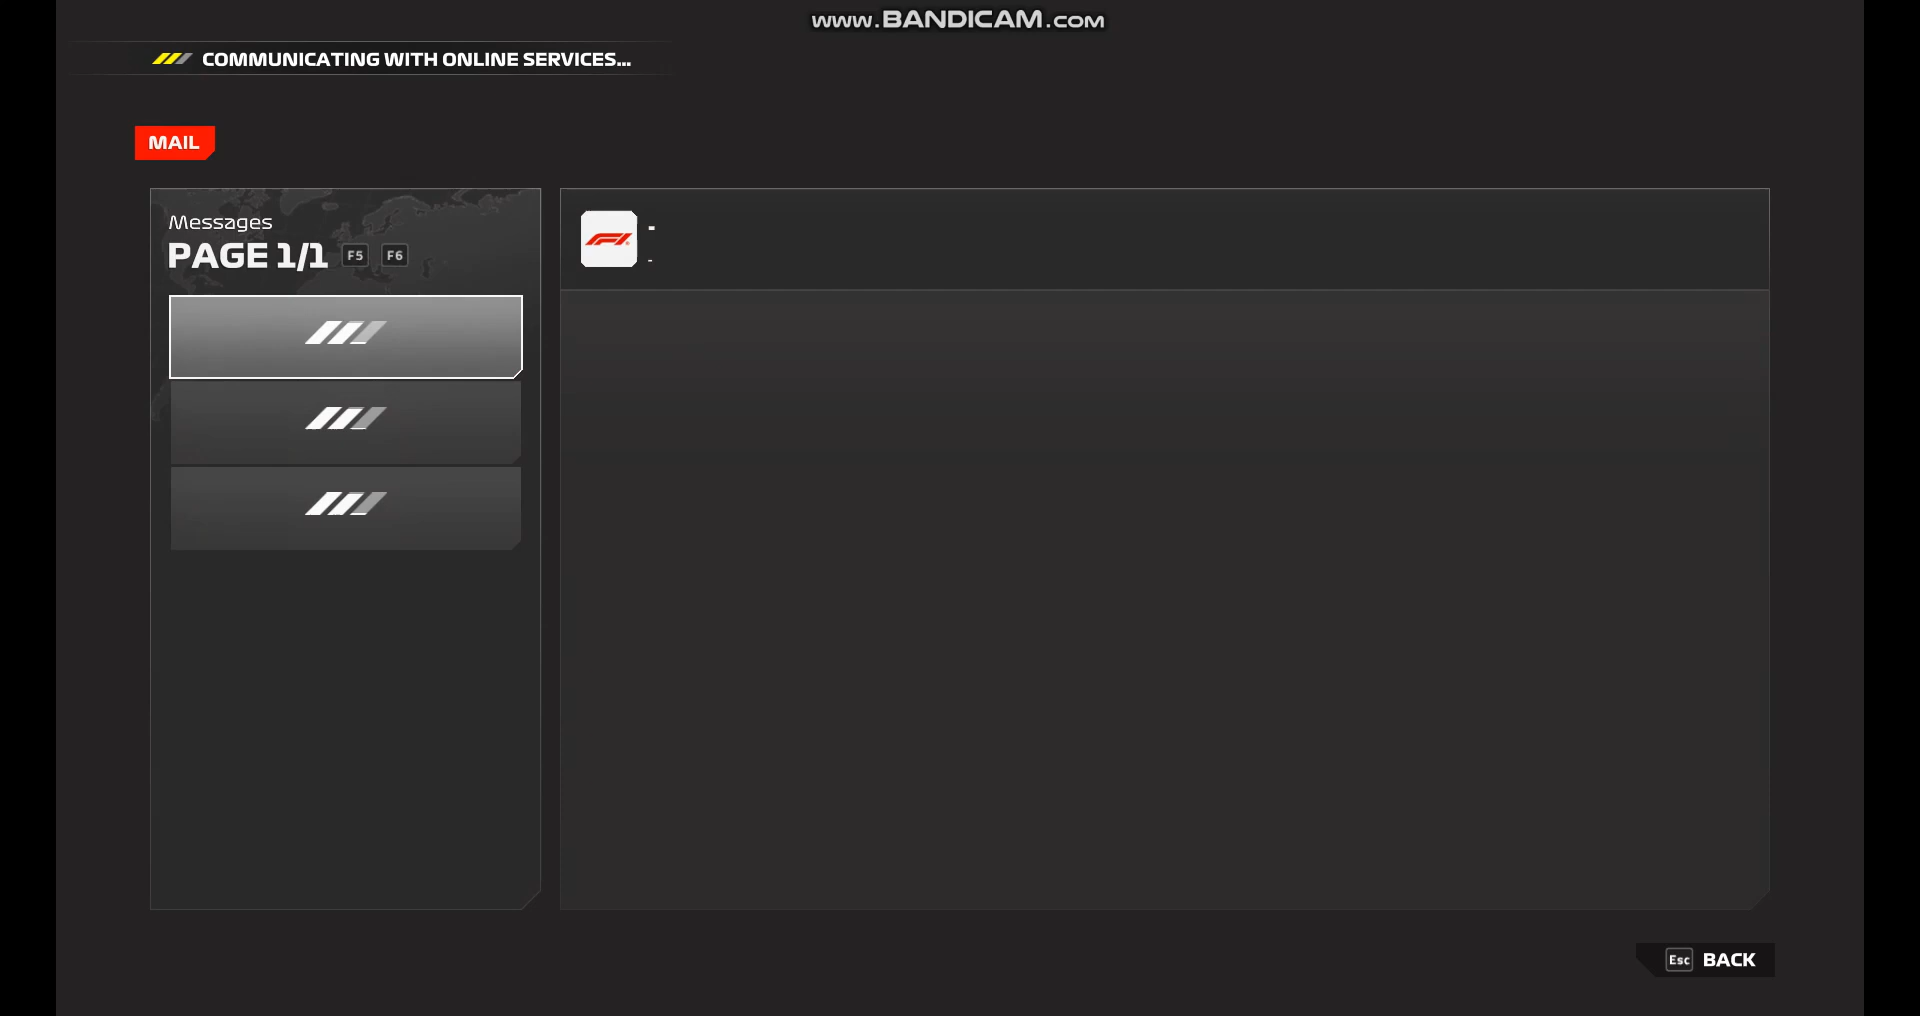 www.BANDICAM.com
COMMUNICATING WITH ONLINE SERVICES...
MAIL
Messages
PAGE 1/1 F5 F6
-
-
Esc BACK